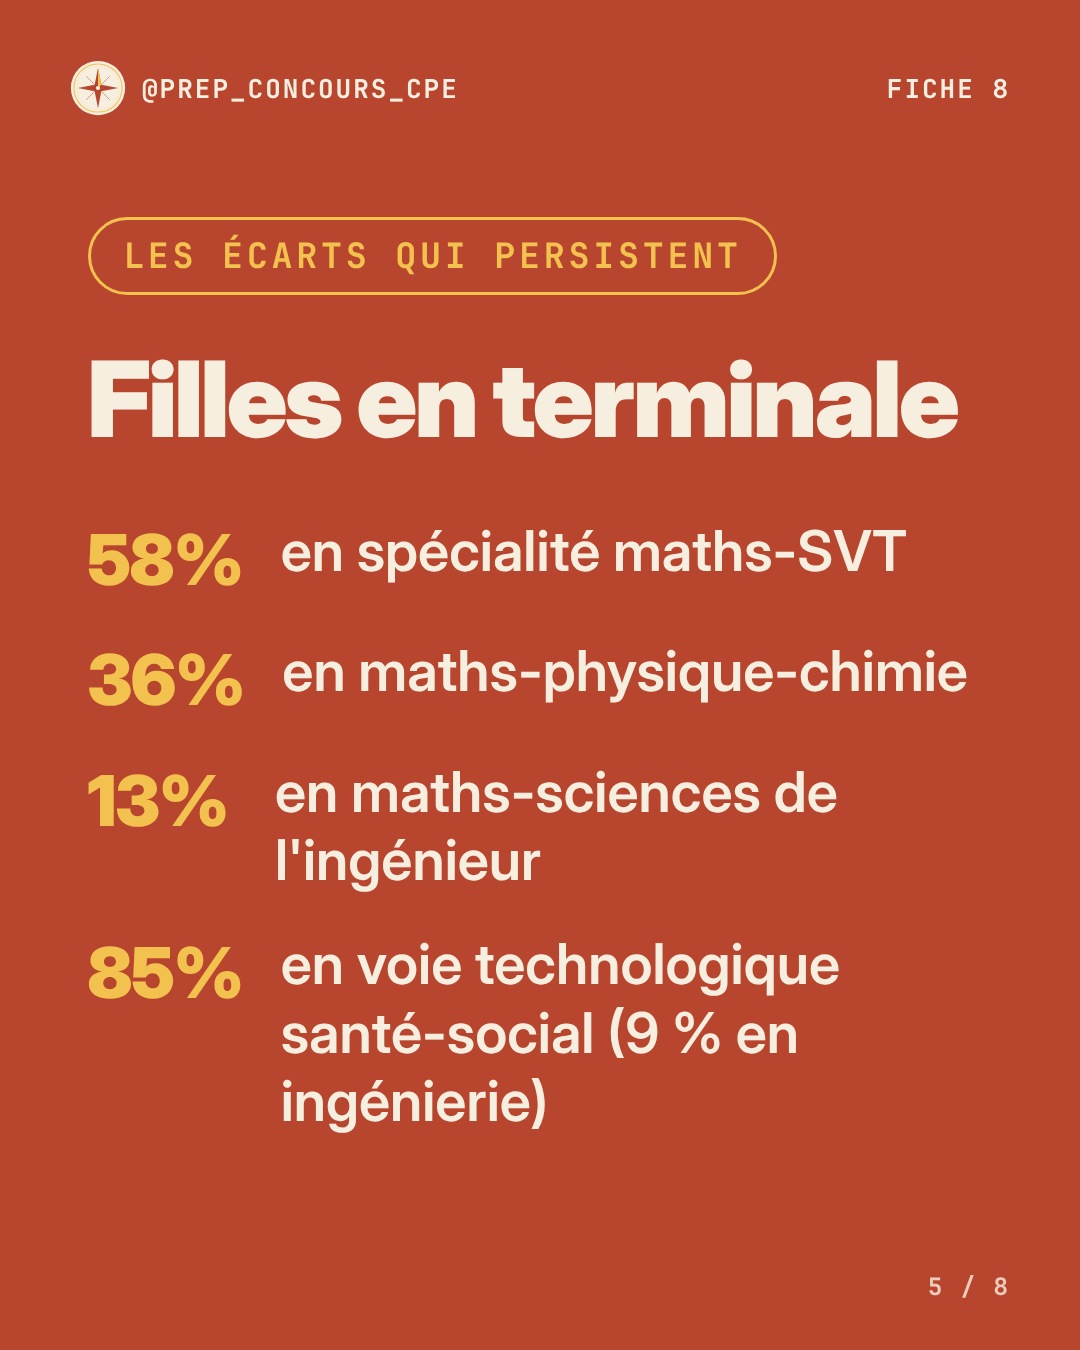 @PREP_CONCOURS_CPE
FICHE 8
LES ÉCARTS QUI PERSISTENT
Filles en terminale
58% en spécialité maths-SVT
36% en maths-physique-chimie
13% en maths-sciences de
l'ingénieur
85% en voie technologique
santé-social (9 % en
ingénierie)
5 / 8